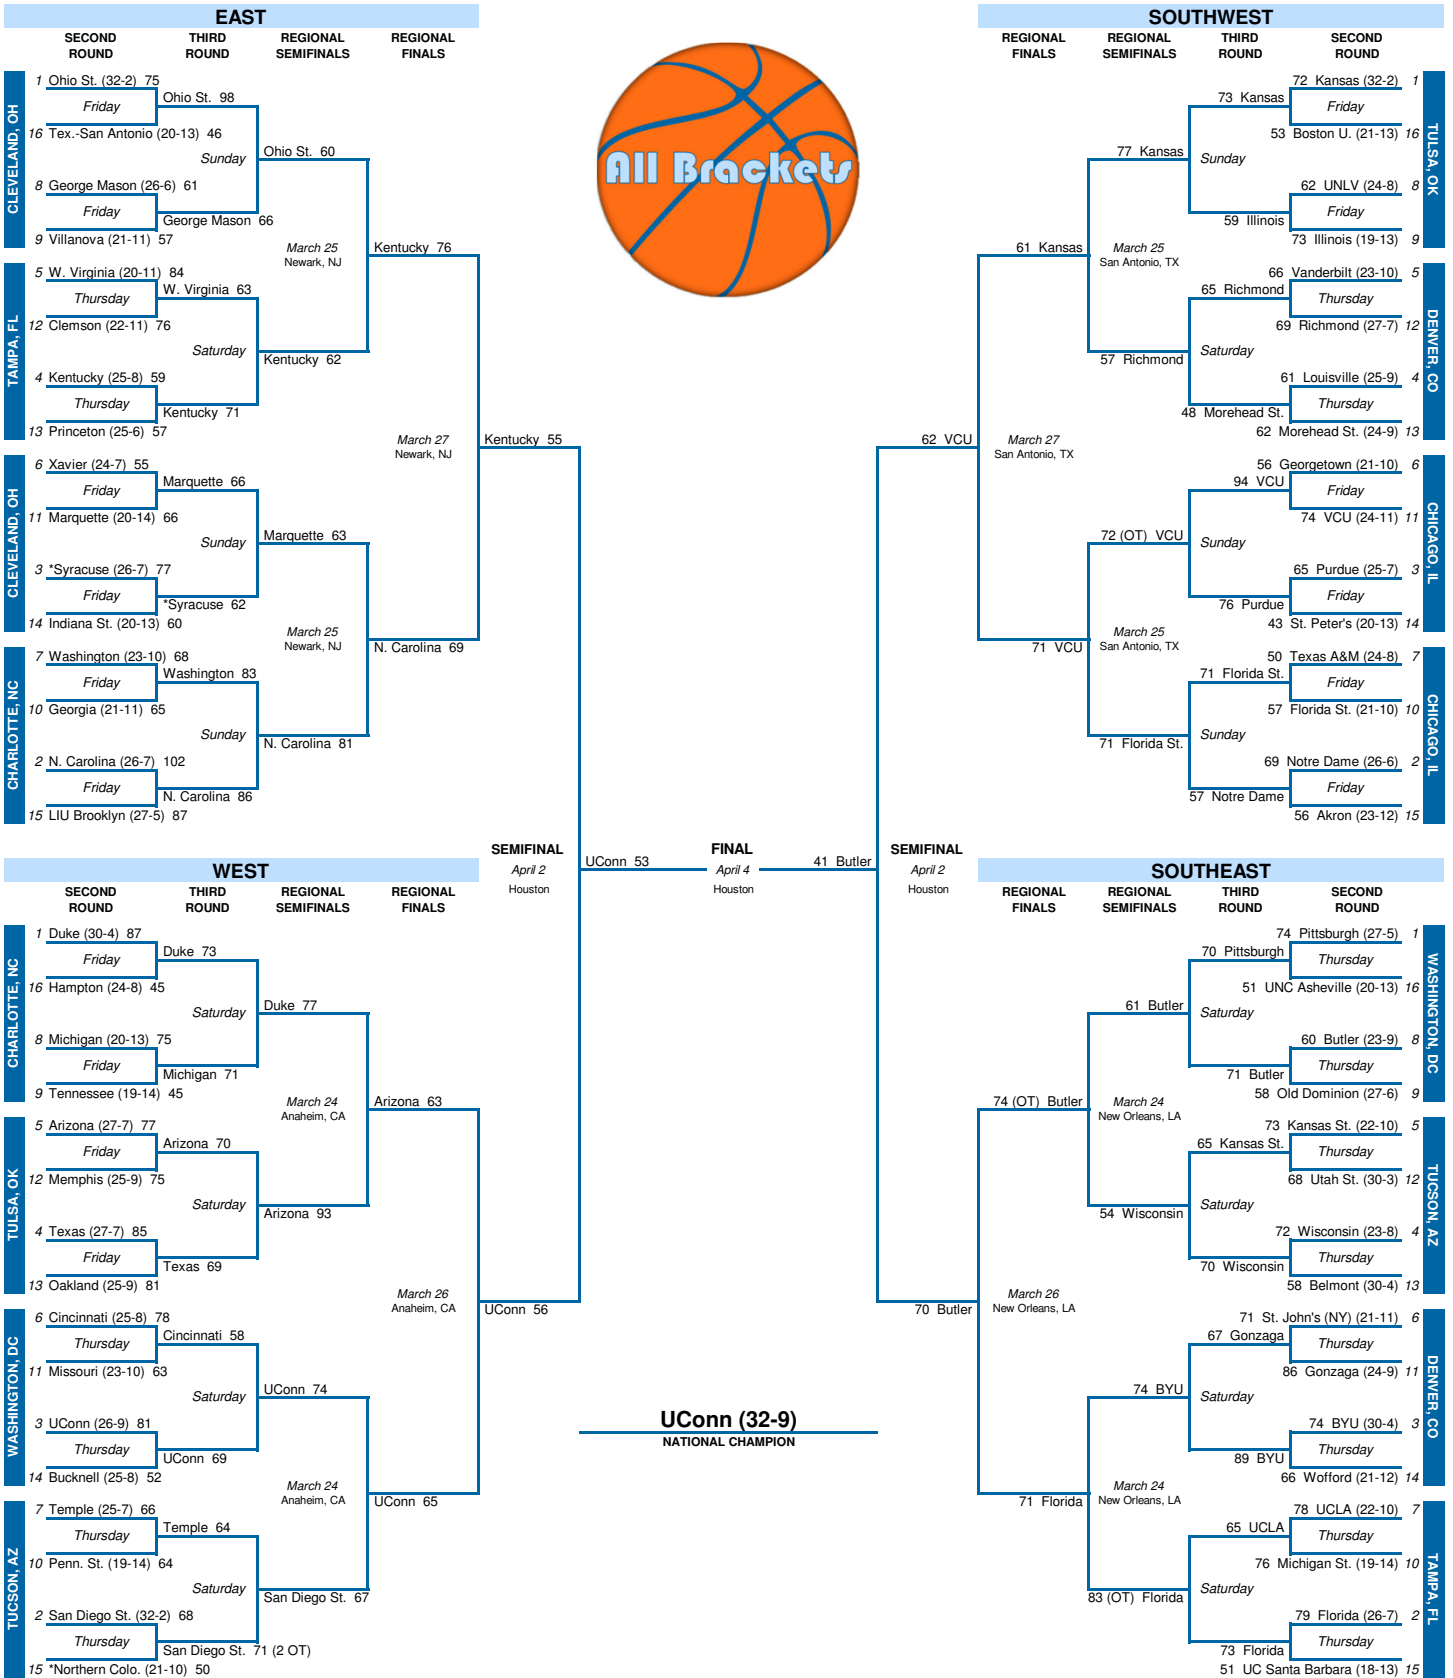 EAST
SECOND ROUND
THIRD ROUND
REGIONAL SEMIFINALS
REGIONAL FINALS
CLEVELAND, OH
1 Ohio St. (32-2) 75
Friday
Ohio St. 98
16 Tex.-San Antonio (20-13) 46
Sunday
Ohio St. 60
8 George Mason (26-6) 61
Friday
George Mason 66
9 Villanova (21-11) 57
March 25
Newark, NJ
Kentucky 76
TAMPA, FL
5 W. Virginia (20-11) 84
Thursday
W. Virginia 63
12 Clemson (22-11) 76
Saturday
Kentucky 62
4 Kentucky (25-8) 59
Thursday
Kentucky 71
13 Princeton (25-6) 57
March 27
Newark, NJ
Kentucky 55
CLEVELAND, OH
6 Xavier (24-7) 55
Friday
Marquette 66
11 Marquette (20-14) 66
Sunday
Marquette 63
3 *Syracuse (26-7) 77
Friday
*Syracuse 62
14 Indiana St. (20-13) 60
March 25
Newark, NJ
N. Carolina 69
CHARLOTTE, NC
7 Washington (23-10) 68
Friday
Washington 83
10 Georgia (21-11) 65
Sunday
N. Carolina 81
2 N. Carolina (26-7) 102
Friday
N. Carolina 86
15 LIU Brooklyn (27-5) 87
All Brackets
SOUTHWEST
REGIONAL FINALS
REGIONAL SEMIFINALS
THIRD ROUND
SECOND ROUND
TULSA, OK
72 Kansas (32-2) 1
73 Kansas
Friday
53 Boston U. (21-13) 16
77 Kansas
Sunday
62 UNLV (24-8) 8
Friday
59 Illinois
73 Illinois (19-13) 9
61 Kansas
March 25
San Antonio, TX
DENVER, CO
66 Vanderbilt (23-10) 5
65 Richmond
Thursday
69 Richmond (27-7) 12
57 Richmond
Saturday
61 Louisville (25-9) 4
Thursday
48 Morehead St.
62 Morehead St. (24-9) 13
62 VCU
March 27
San Antonio, TX
CHICAGO, IL
56 Georgetown (21-10) 6
94 VCU
Friday
74 VCU (24-11) 11
72 (OT) VCU
Sunday
65 Purdue (25-7) 3
Friday
76 Purdue
43 St. Peter's (20-13) 14
71 VCU
March 25
San Antonio, TX
CHICAGO, IL
50 Texas A&M (24-8) 7
71 Florida St.
Friday
57 Florida St. (21-10) 10
71 Florida St.
Sunday
69 Notre Dame (26-6) 2
Friday
57 Notre Dame
56 Akron (23-12) 15
SEMIFINAL
April 2
Houston
UConn 53
FINAL
April 4
Houston
41 Butler
SEMIFINAL
April 2
Houston
WEST
SECOND ROUND
THIRD ROUND
REGIONAL SEMIFINALS
REGIONAL FINALS
CHARLOTTE, NC
1 Duke (30-4) 87
Friday
Duke 73
16 Hampton (24-8) 45
Saturday
Duke 77
8 Michigan (20-13) 75
Friday
Michigan 71
9 Tennessee (19-14) 45
March 24
Anaheim, CA
Arizona 63
TULSA, OK
5 Arizona (27-7) 77
Friday
Arizona 70
12 Memphis (25-9) 75
Saturday
Arizona 93
4 Texas (27-7) 85
Friday
Texas 69
13 Oakland (25-9) 81
March 26
Anaheim, CA
UConn 56
WASHINGTON, DC
6 Cincinnati (25-8) 78
Thursday
Cincinnati 58
11 Missouri (23-10) 63
Saturday
UConn 74
3 UConn (26-9) 81
Thursday
UConn 69
14 Bucknell (25-8) 52
March 24
Anaheim, CA
UConn 65
TUCSON, AZ
7 Temple (25-7) 66
Thursday
Temple 64
10 Penn. St. (19-14) 64
Saturday
San Diego St. 67
2 San Diego St. (32-2) 68
Thursday
San Diego St. 71 (2 OT)
15 *Northern Colo. (21-10) 50
UConn (32-9)
NATIONAL CHAMPION
SOUTHEAST
REGIONAL FINALS
REGIONAL SEMIFINALS
THIRD ROUND
SECOND ROUND
WASHINGTON, DC
74 Pittsburgh (27-5) 1
70 Pittsburgh
Thursday
51 UNC Asheville (20-13) 16
61 Butler
Saturday
60 Butler (23-9) 8
Thursday
71 Butler
58 Old Dominion (27-6) 9
74 (OT) Butler
March 24
New Orleans, LA
TUCSON, AZ
73 Kansas St. (22-10) 5
65 Kansas St.
Thursday
68 Utah St. (30-3) 12
54 Wisconsin
Saturday
72 Wisconsin (23-8) 4
Thursday
70 Wisconsin
58 Belmont (30-4) 13
70 Butler
March 26
New Orleans, LA
DENVER, CO
71 St. John's (NY) (21-11) 6
67 Gonzaga
Thursday
86 Gonzaga (24-9) 11
74 BYU
Saturday
74 BYU (30-4) 3
Thursday
89 BYU
66 Wofford (21-12) 14
71 Florida
March 24
New Orleans, LA
TAMPA, FL
78 UCLA (22-10) 7
65 UCLA
Thursday
76 Michigan St. (19-14) 10
83 (OT) Florida
Saturday
79 Florida (26-7) 2
Thursday
73 Florida
51 UC Santa Barbara (18-13) 15